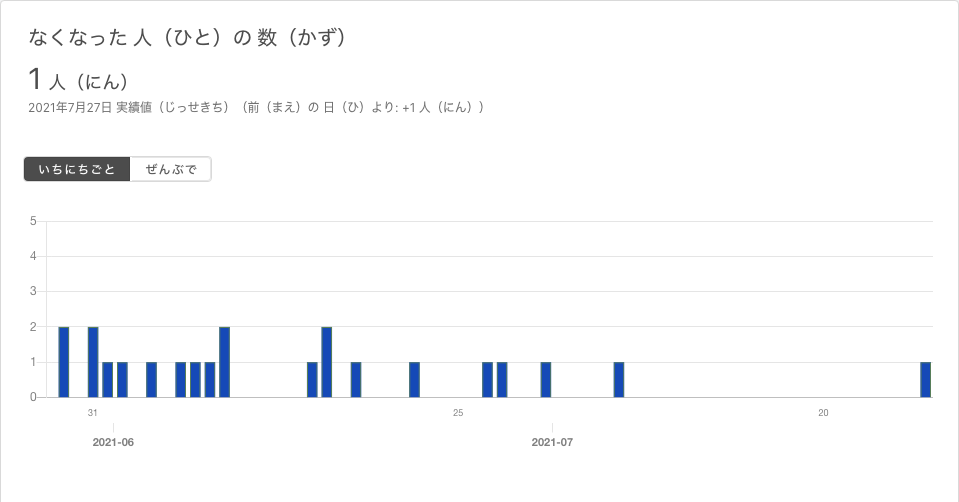 なくなった 人（ひと）の 数（かず）
1 人（にん）
2021年7月27日 実績値（じっせきち）（前（まえ）の 日（ひ）より: +1 人（にん））
いちにちごと ぜんぶで
5
4
3
2
1
0
31 25 20
2021-06 2021-07